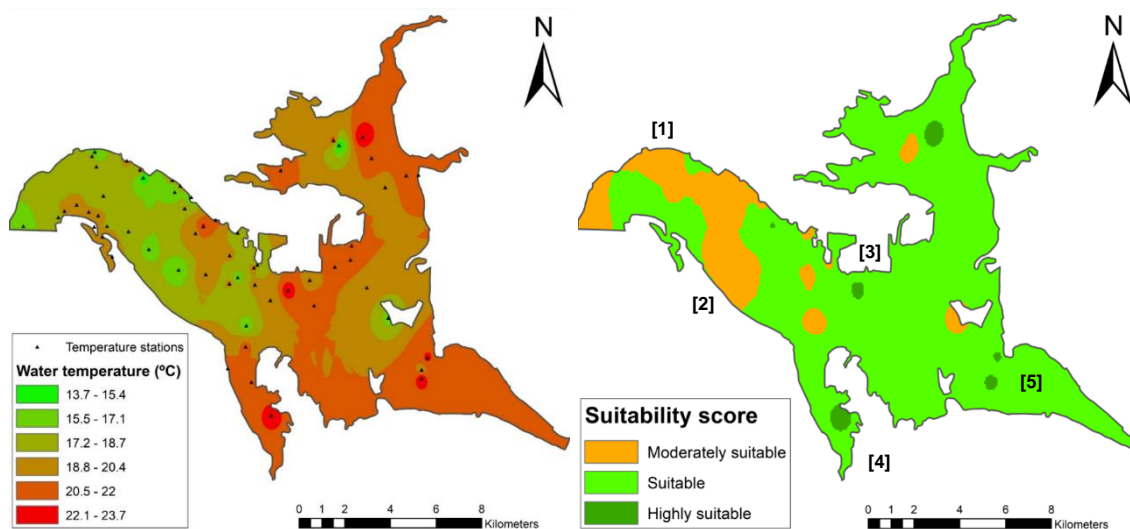 N
Temperature stations
Water temperature (ºC)
13.7 - 15.4
15.5 - 17.1
17.2 - 18.7
18.8 - 20.4
20.5 - 22
22.1 - 23.7
0 1 2 4 6 8
Kilometers
N
[1]
[2]
[3]
[4]
[5]
Suitability score
Moderately suitable
Suitable
Highly suitable
0 1 2 4 6 8
Kilometers